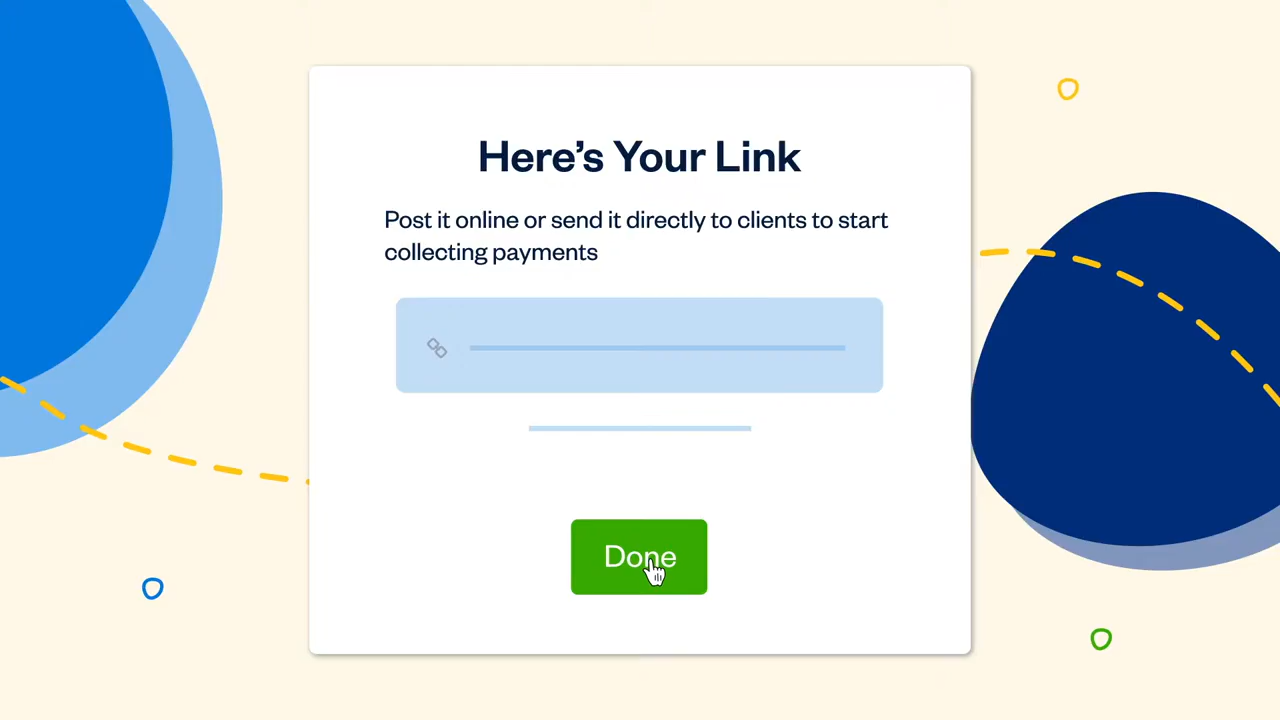 Here’s Your Link
Post it online or send it directly to clients to start
collecting payments
Done